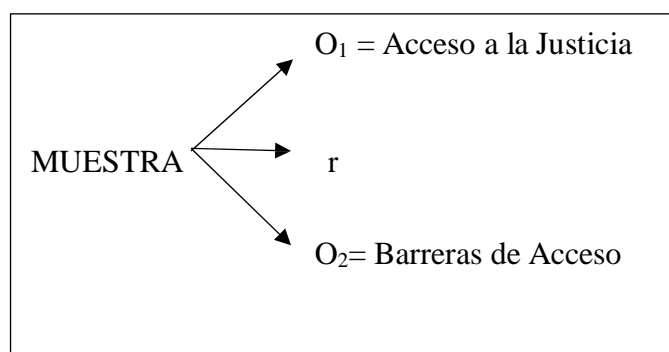 O₁ = Acceso a la Justicia
MUESTRA r
O₂= Barreras de Acceso